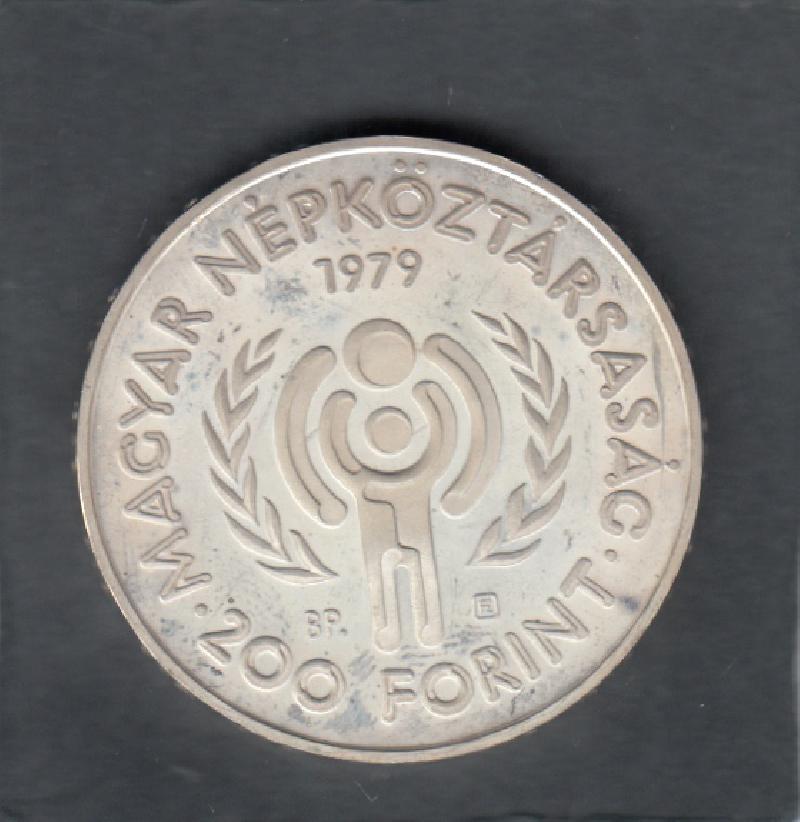 MAGYAR NÉPKÖZTÁRSASÁG
1979
BP.
· 200 FORINT ·